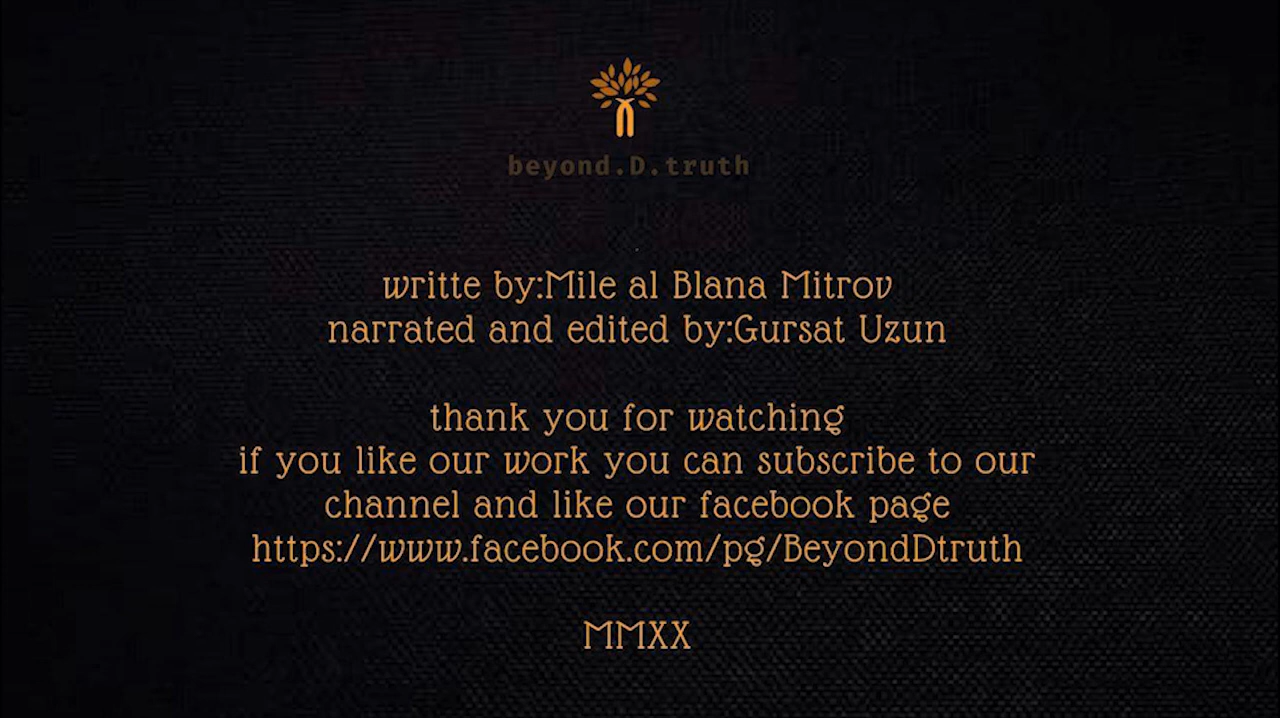 beyond.D.truth
writte by:Mile al Blana Mitrov
narrated and edited by:Gursat Uzun
thank you for watching
if you like our work you can subscribe to our
channel and like our facebook page
https://www.facebook.com/pg/BeyondDtruth
MMXX